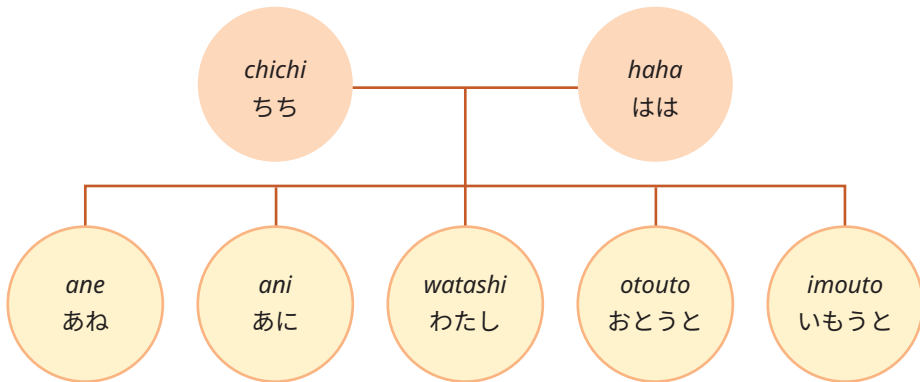 chichi
ちち
haha
はは
ane
あね
ani
あに
watashi
わたし
otouto
おとうと
imouto
いもうと